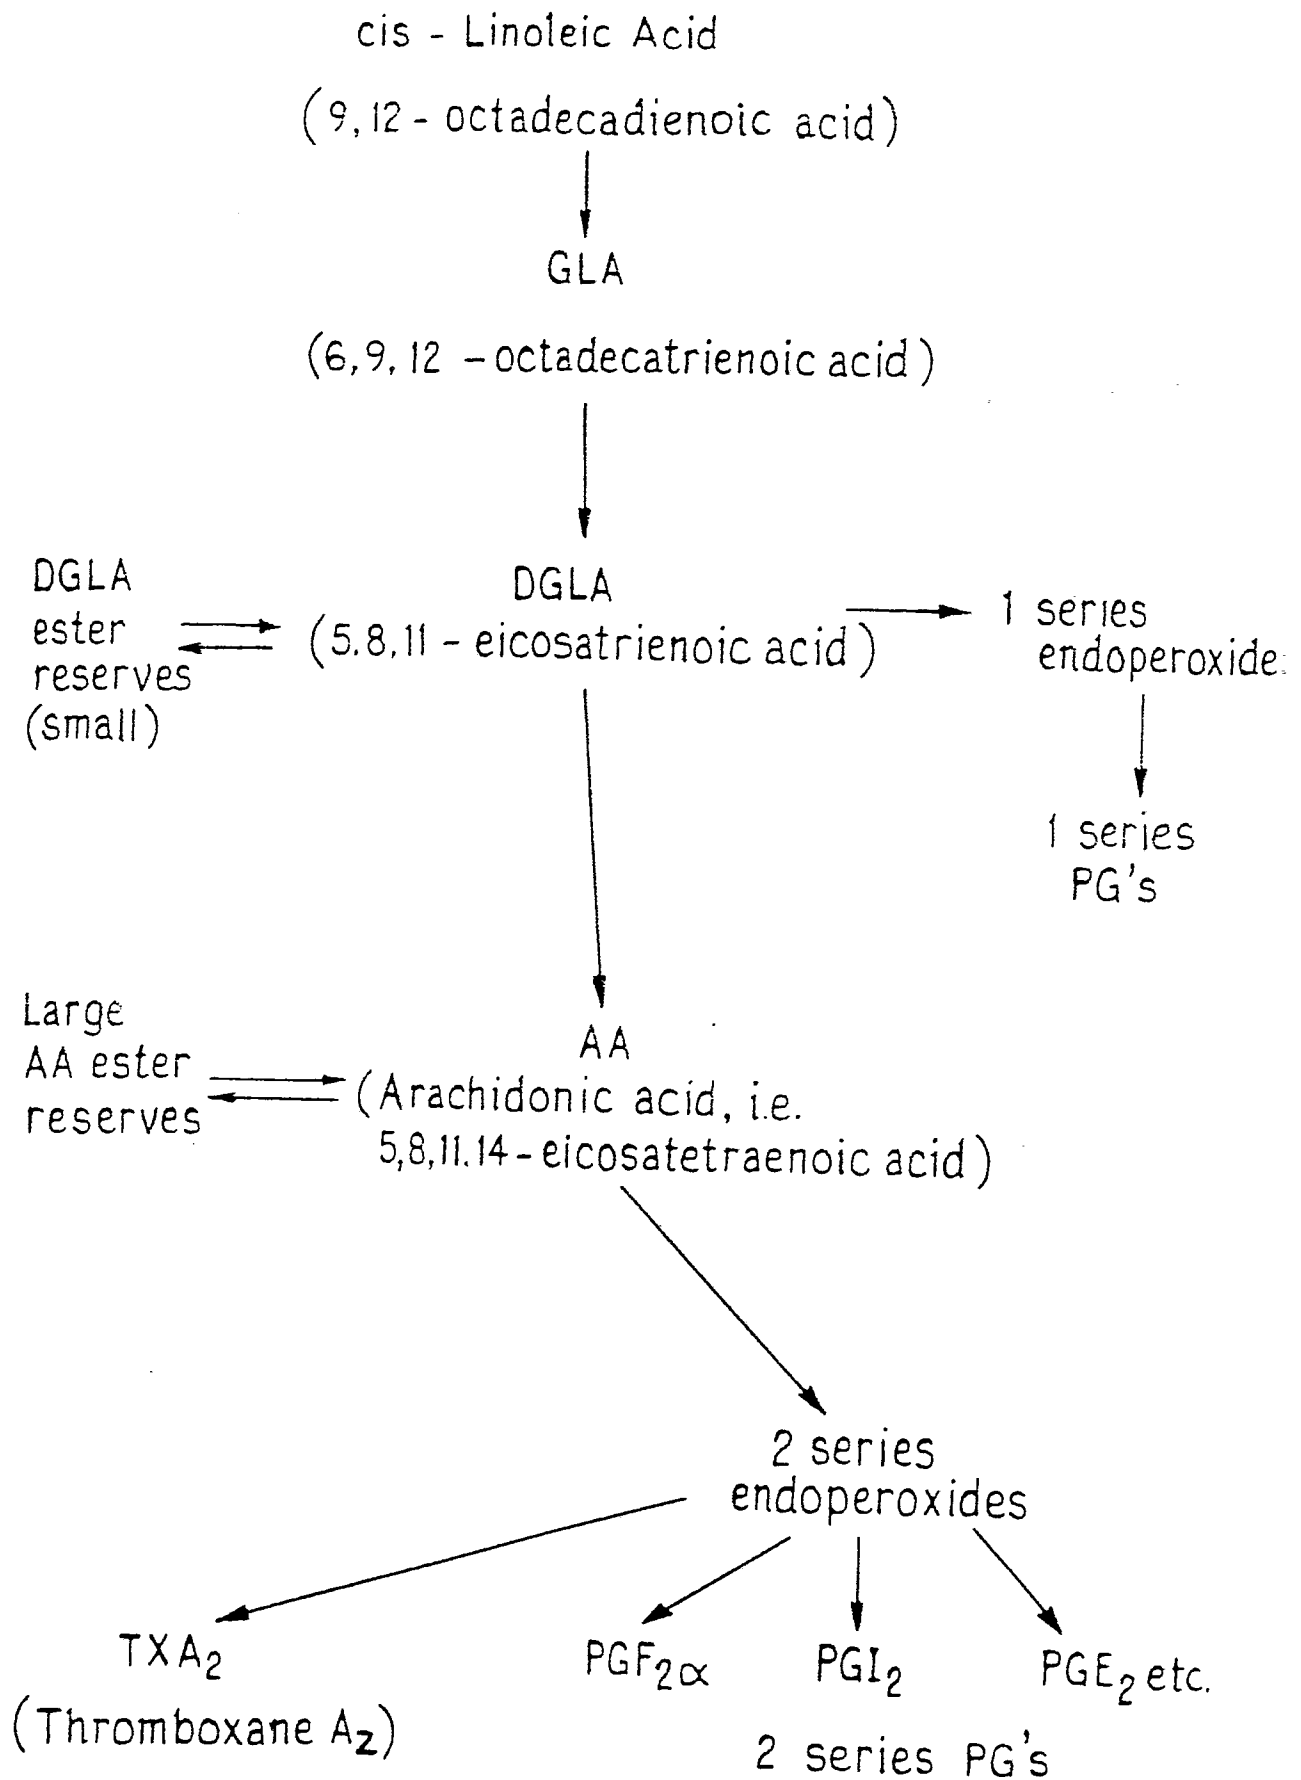 cis - Linoleic Acid
(9,12 - octadecadienoic acid)
GLA
(6,9,12 - octadecatrienoic acid)
DGLA
ester
reserves
(small)
DGLA
(5.8,11 - eicosatrienoic acid)
1 series
endoperoxide
1 series
PG's
Large
AA ester
reserves
AA
(Arachidonic acid, i.e.
5,8,11.14 - eicosatetraenoic acid)
2 series
endoperoxides
TXA₂
(Thromboxane A₂)
PGF₂α
PGI₂
PGE₂ etc.
2 series PG's